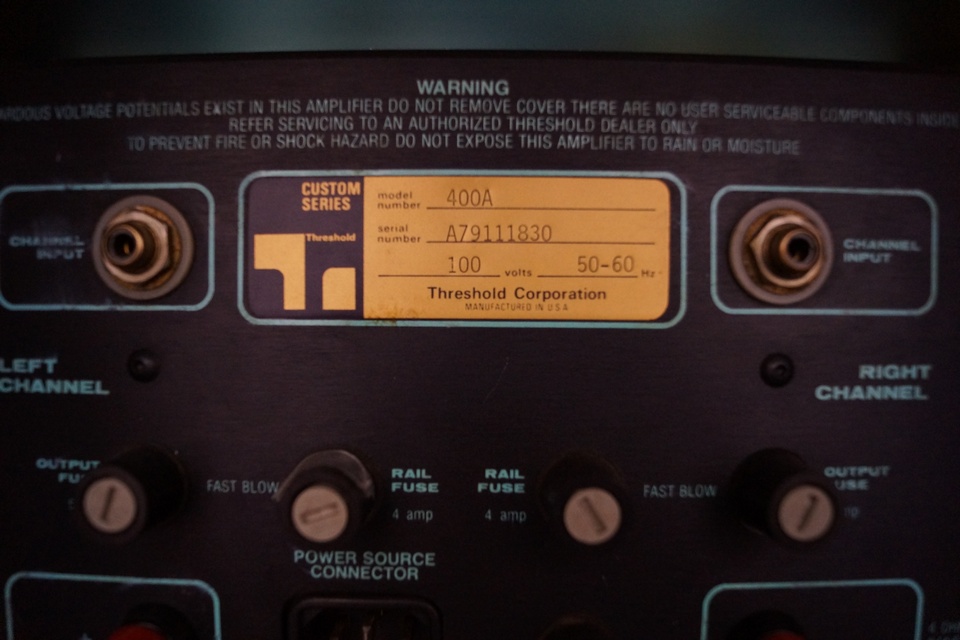 WARNING
VOLTAGE POTENTIALS EXIST IN THIS AMPLIFIER DO NOT REMOVE COVER THERE ARE NO USER SERVICEABLE COMPONENTS INSIDE
REFER SERVICING TO AN AUTHORIZED THRESHOLD DEALER ONLY
TO PREVENT FIRE OR SHOCK HAZARD DO NOT EXPOSE THIS AMPLIFIER TO RAIN OR MOISTURE
CHANNEL
INPUT
CUSTOM
SERIES
Threshold
model
number 400A
serial
number A79111830
100 volts 50-60 Hz
Threshold Corporation
MANUFACTURED IN U S A
CHANNEL
INPUT
LEFT
CHANNEL
RIGHT
CHANNEL
OUTPUT
FAST BLOW
RAIL
FUSE
4 amp
RAIL
FUSE
4 amp
FAST BLOW
OUTPUT
POWER SOURCE
CONNECTOR